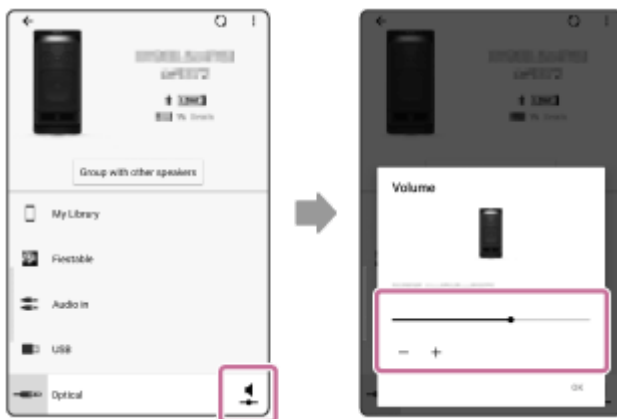 Group with other speakers
My Library
Fiestable
Audio in
USB
Optical
Volume
OK